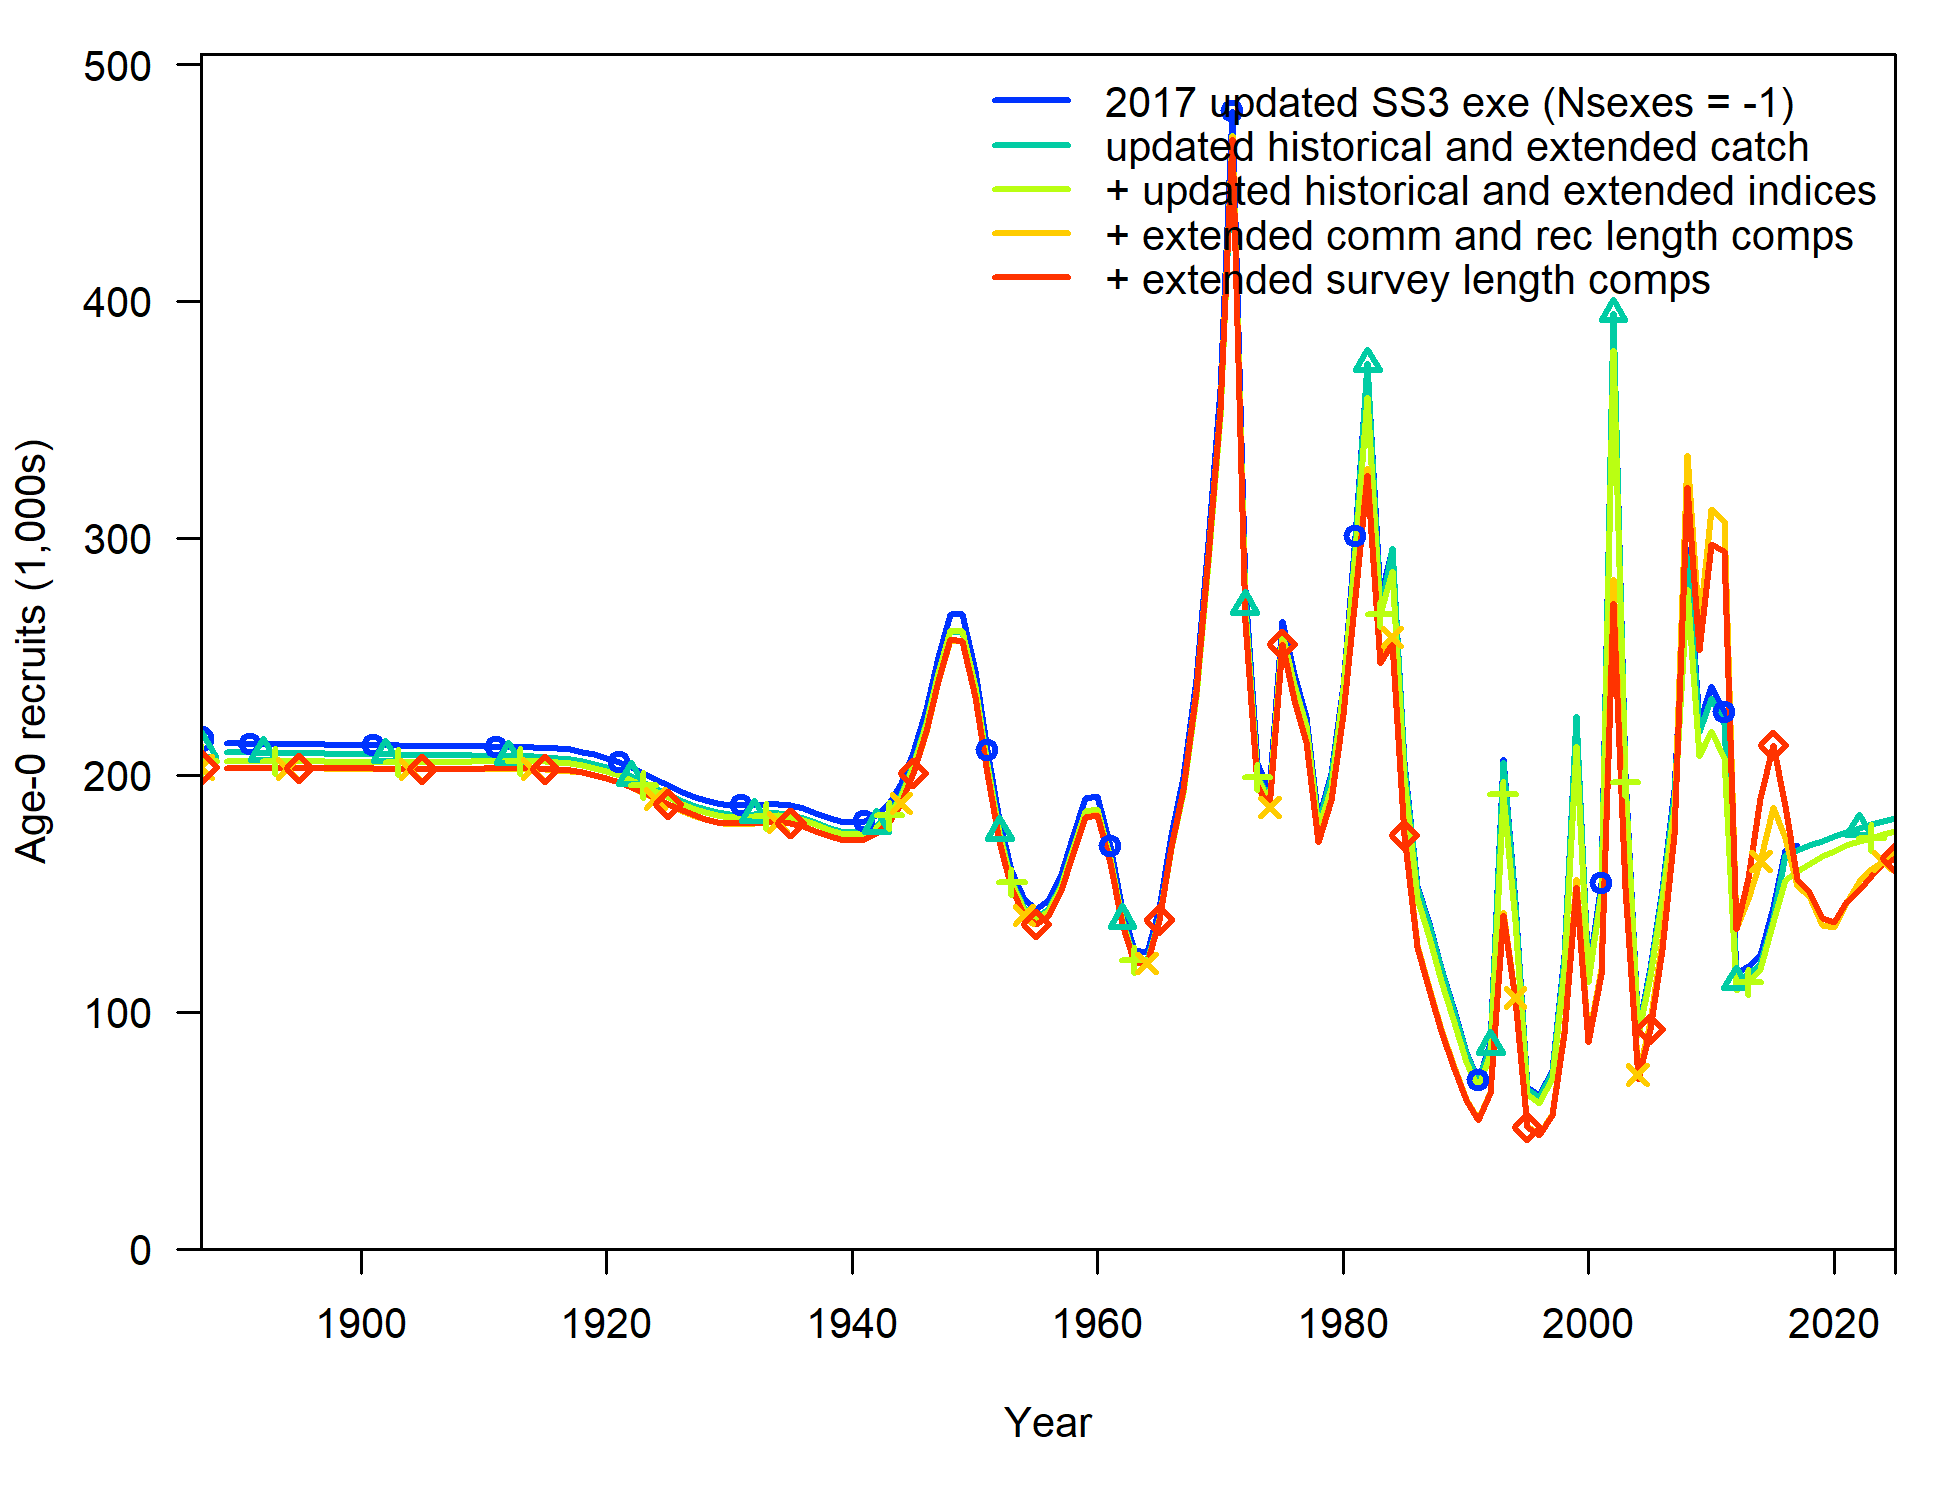 2017 updated SS3 exe (Nsexes = -1)
updated historical and extended catch
+ updated historical and extended indices
+ extended comm and rec length comps
+ extended survey length comps
Age-0 recruits (1,000s)
500
400
300
200
100
0
1900 1920 1940 1960 1980 2000 2020
Year